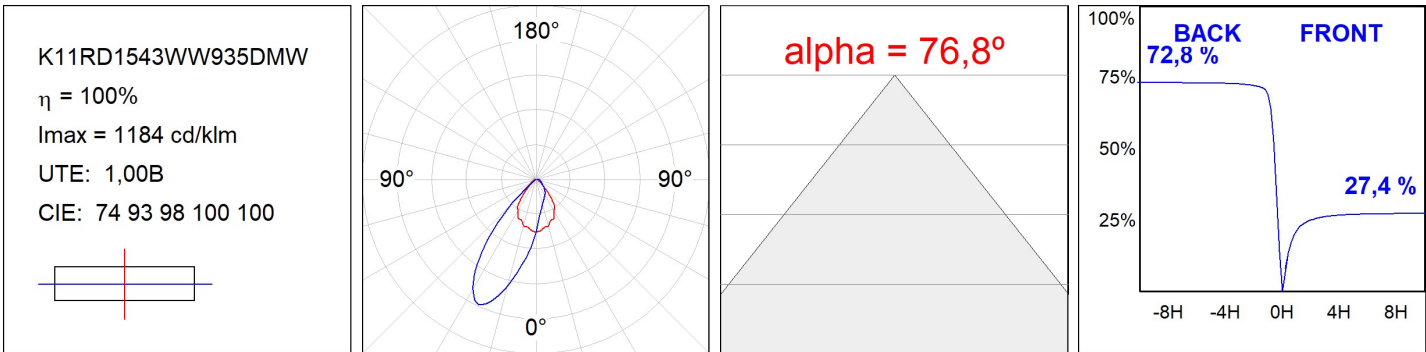 K11RD1543WW935DMW
η = 100%
Imax = 1184 cd/klm
UTE: 1,00B
CIE: 74 93 98 100 100
180°
90°
90°
0°
alpha = 76,8º
100%
BACK
FRONT
72,8 %
75%
50%
27,4 %
25%
-8H
-4H
0H
4H
8H